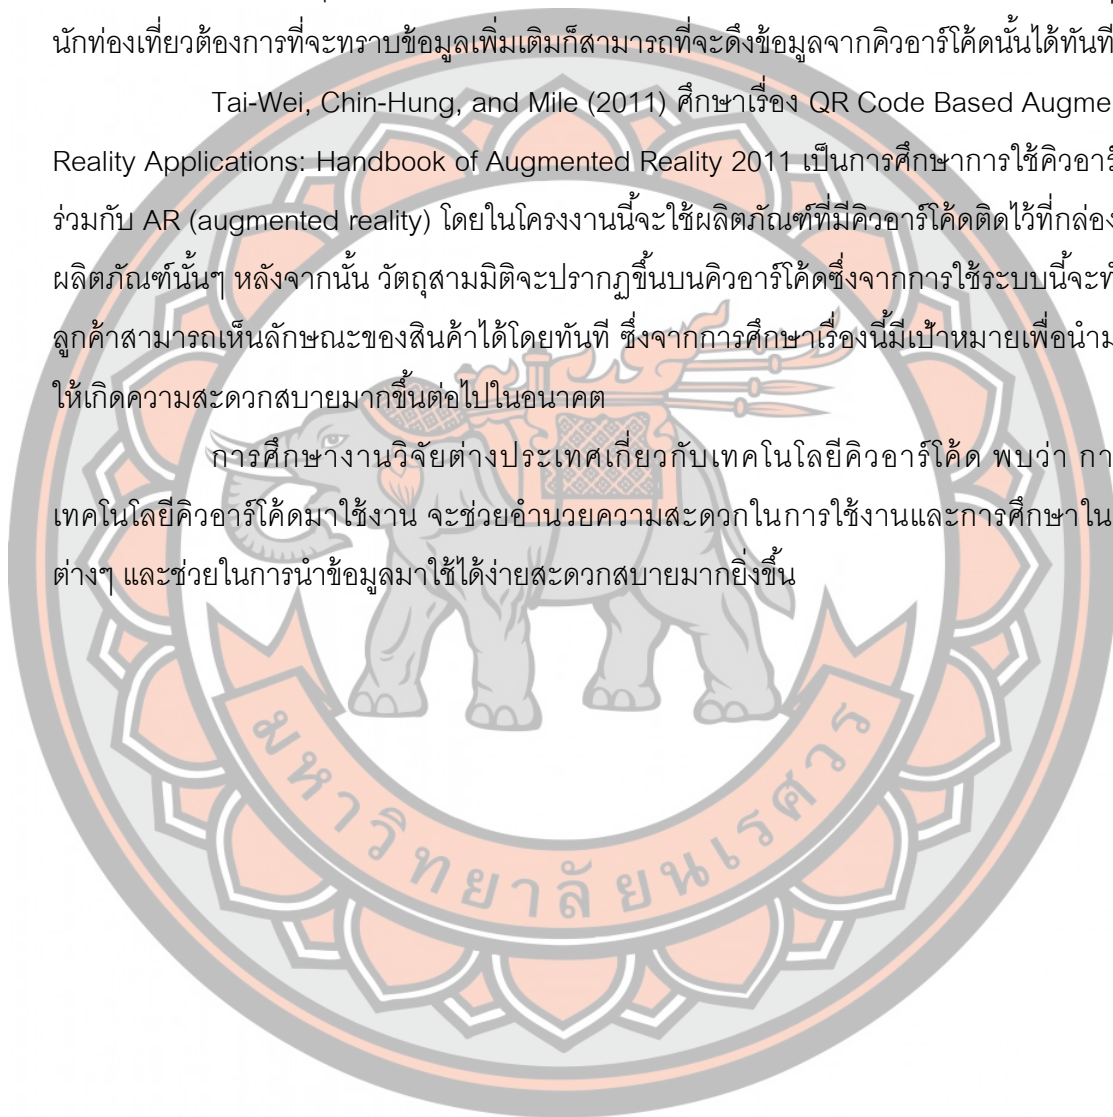 นักท่องเที่ยวต้องการที่จะทราบข้อมูลเพิ่มเติมก็สามารถที่จะดึงข้อมูลจากคิวอาร์โค้ดนั้นได้ทันที
Tai-Wei, Chin-Hung, and Mile (2011) ศึกษาเรื่อง QR Code Based Augme
Reality Applications: Handbook of Augmented Reality 2011 เป็นการศึกษาการใช้คิวอาร์
ร่วมกับ AR (augmented reality) โดยในโครงงานนี้จะใช้ผลิตภัณฑ์ที่มีคิวอาร์โค้ดติดไว้ที่กล่อง
ผลิตภัณฑ์นั้นๆ หลังจากนั้น วัตถุสามมิติจะปรากฏขึ้นบนคิวอาร์โค้ดซึ่งจากการใช้ระบบนี้จะทำ
ลูกค้าสามารถเห็นลักษณะของสินค้าได้โดยทันที ซึ่งจากการศึกษาเรื่องนี้มีเป้าหมายเพื่อนำม
ให้เกิดความสะดวกสบายมากขึ้นต่อไปในอนาคต
การศึกษางานวิจัยต่างประเทศเกี่ยวกับเทคโนโลยีคิวอาร์โค้ด พบว่า กา
เทคโนโลยีคิวอาร์โค้ดมาใช้งาน จะช่วยอำนวยความสะดวกในการใช้งานและการศึกษาใน
ต่างๆ และช่วยในการนำข้อมูลมาใช้ได้ง่ายสะดวกสบายมากยิ่งขึ้น
มหาวิทยาลัยนเรศวร